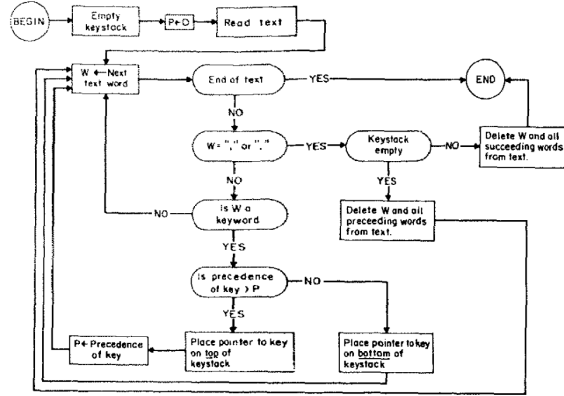 BEGIN
Empty
keystack
P←O
Read text
W ← Next
text word
End of text
YES
END
NO
W = "," or "."
YES
Keystack
empty
NO
Delete W and all
succeeding words
from text.
NO
YES
Is W a
keyword
NO
Delete W and all
preceeding words
from text.
YES
Is precedence
of key > P
NO
YES
P← Precedence
of key
Place pointer to key
on top of
keystack
Place pointer to key
on bottom of
keystack